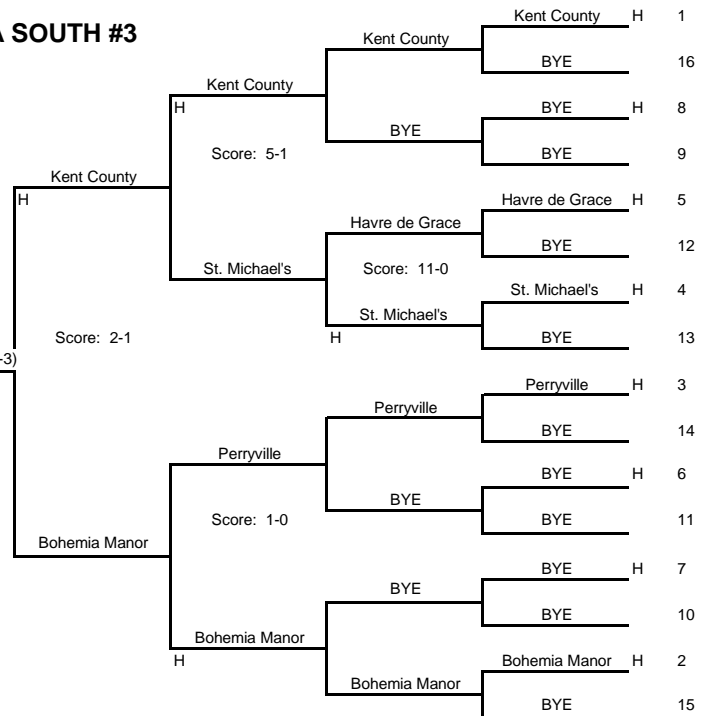 A SOUTH #3
Kent County H 1
Kent County
BYE 16
Kent County
H
BYE H 8
BYE
Score: 5-1
BYE 9
Kent County
H
Havre de Grace H 5
Havre de Grace
BYE 12
St. Michael's
Score: 11-0
St. Michael's H 4
St. Michael's
H
BYE 13
Score: 2-1
-3)
Perryville H 3
Perryville
BYE 14
Perryville
BYE H 6
BYE
Score: 1-0
BYE 11
Bohemia Manor
BYE H 7
BYE
BYE 10
Bohemia Manor
H
Bohemia Manor H 2
Bohemia Manor
BYE 15